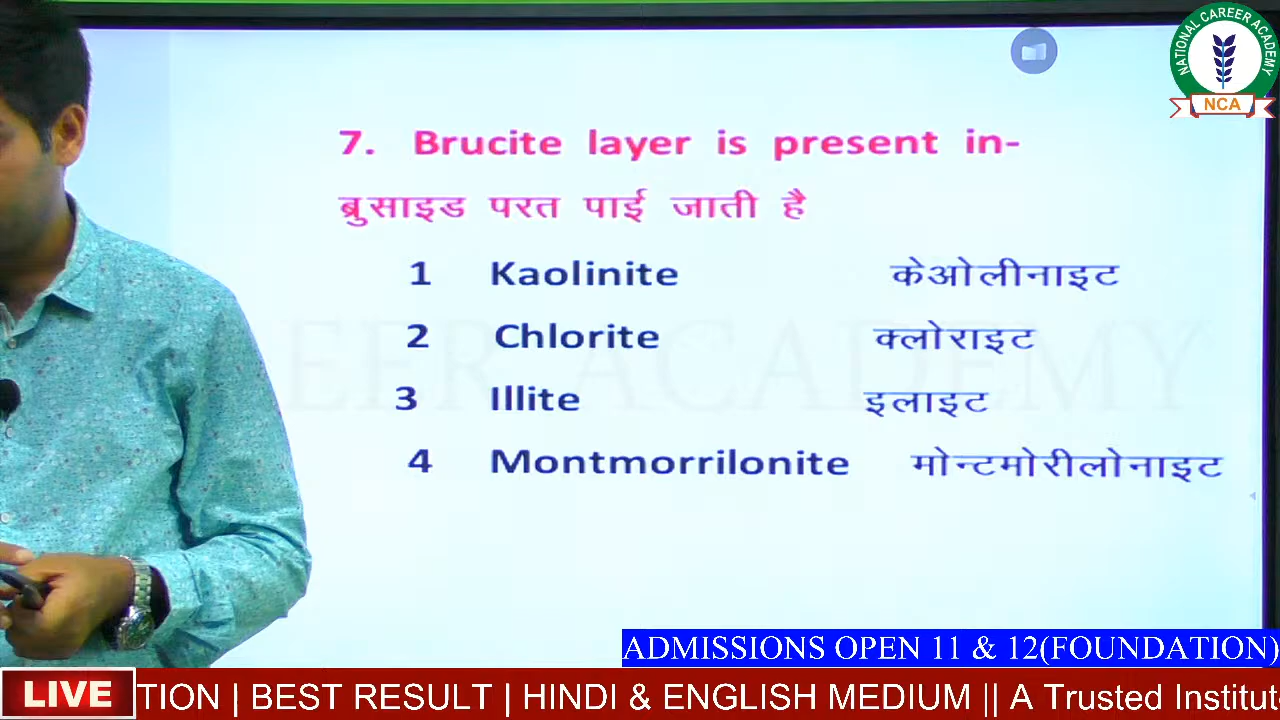 NATIONAL CAREER ACADEMY
NCA
7. Brucite layer is present in-
ब्रुसाइड परत पाई जाती है
1 Kaolinite केओलीनाइट
2 Chlorite क्लोराइट
3 Illite इलाइट
4 Montmorrilonite मोन्टमोरीलोनाइट
EER ACADEMY
ADMISSIONS OPEN 11 & 12(FOUNDATION)
LIVE TION | BEST RESULT | HINDI & ENGLISH MEDIUM || A Trusted Institut